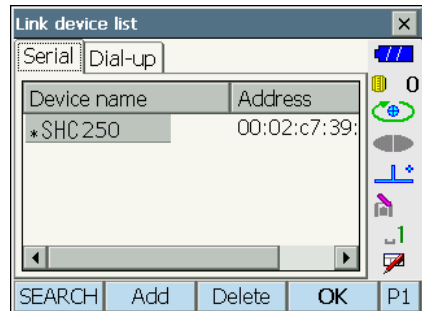 Link device list
Serial Dial-up
Device name Address
*SHC250 00:02:c7:39:
0
1
SEARCH Add Delete OK P1